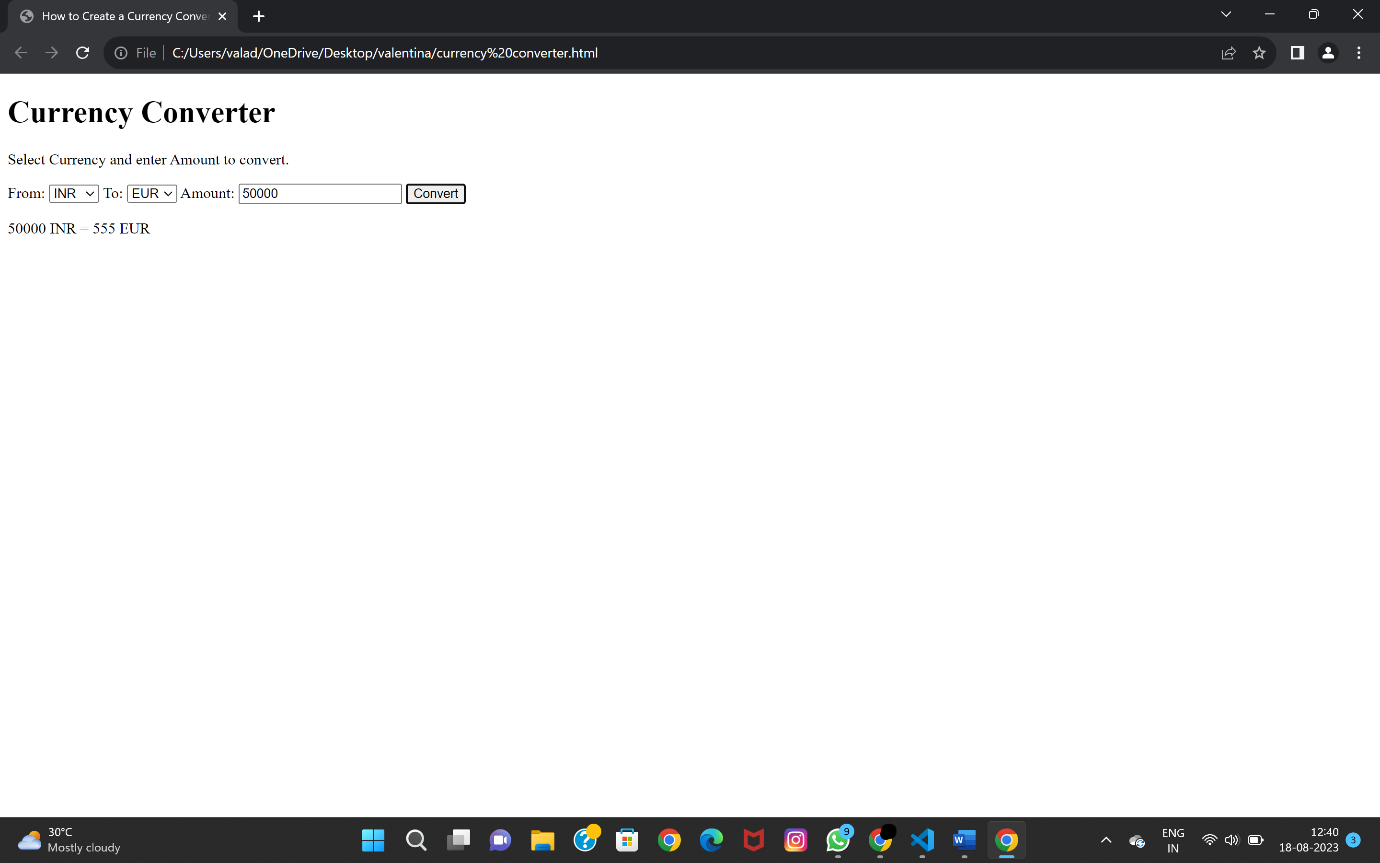 How to Create a Currency Conve
File
C:/Users/valad/OneDrive/Desktop/valentina/currency%20converter.html
Currency Converter
Select Currency and enter Amount to convert.
From: INR To: EUR Amount: 50000 Convert
50000 INR = 555 EUR
30°C
Mostly cloudy
9
W
ENG
IN
12:40
18-08-2023
3